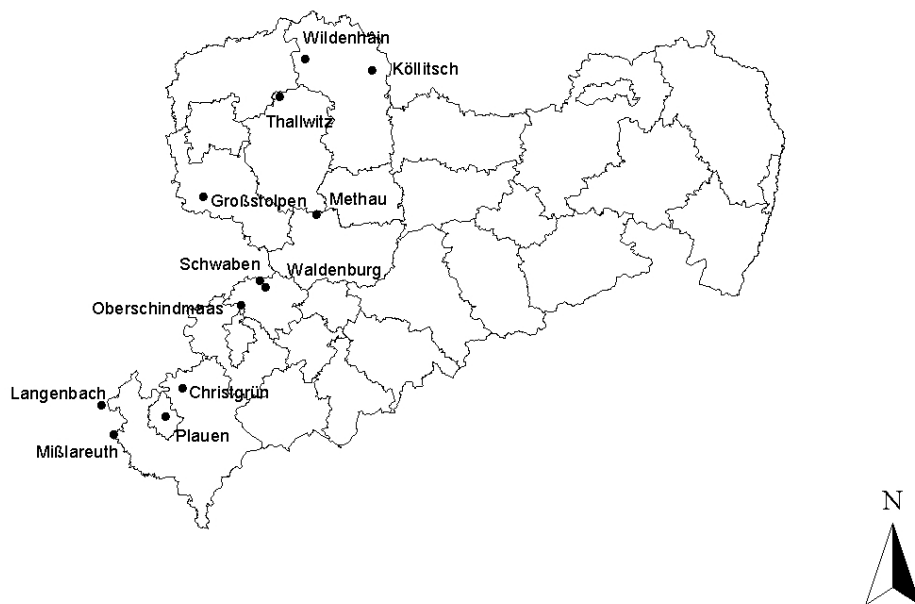 Wildenhain
Köllitsch
Thallwitz
Großstolpen
Methau
Schwaben
Waldenburg
Oberschindmaas
Langenbach
Christgrün
Plauen
Mißlareuth
N